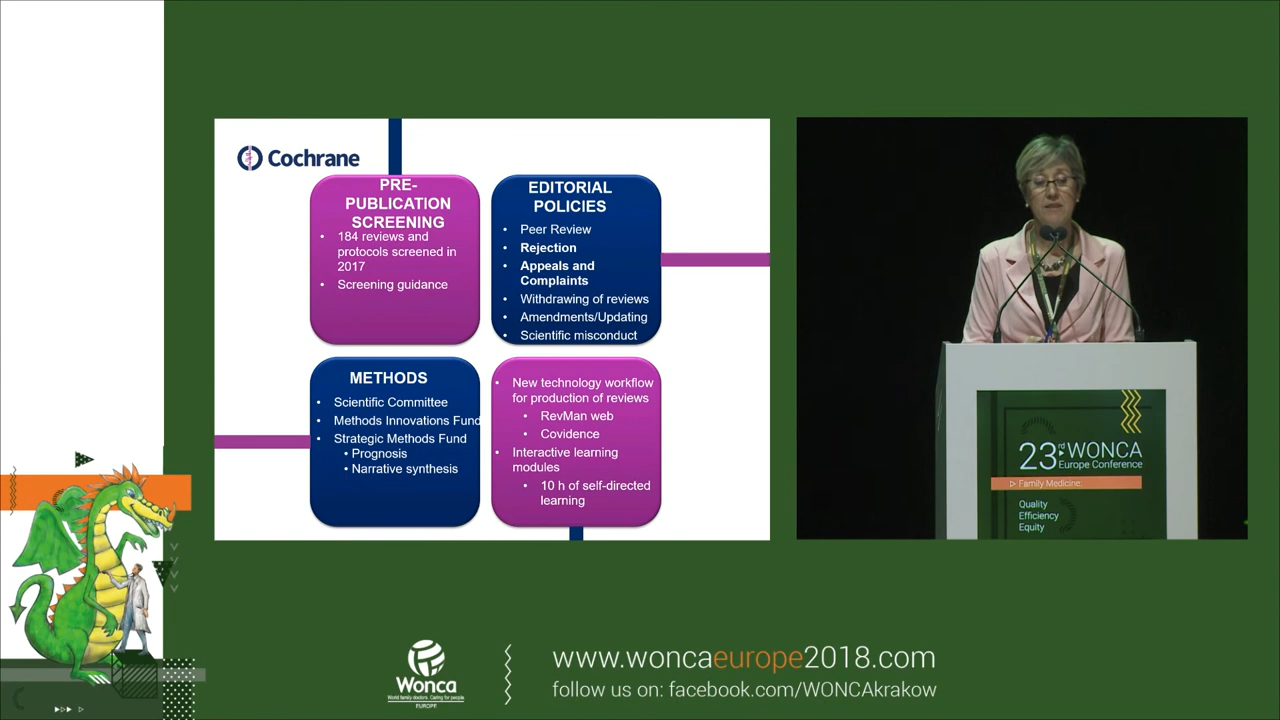 Cochrane
PRE-
PUBLICATION
SCREENING
• 184 reviews and
protocols screened in
2017
• Screening guidance
EDITORIAL
POLICIES
• Peer Review
• Rejection
• Appeals and
Complaints
• Withdrawing of reviews
• Amendments/Updating
• Scientific misconduct
METHODS
• Scientific Committee
• Methods Innovations Fund
• Strategic Methods Fund
• Prognosis
• Narrative synthesis
• New technology workflow
for production of reviews
• RevMan web
• Covidence
• Interactive learning
modules
• 10 h of self-directed
learning
23rd WONCA
Europe Conference
Family Medicine:
Quality
Efficiency
Equity
Wonca
World family doctors. Caring for people.
EUROPE
www.woncaeurope2018.com
follow us on: facebook.com/WONCAkrakow